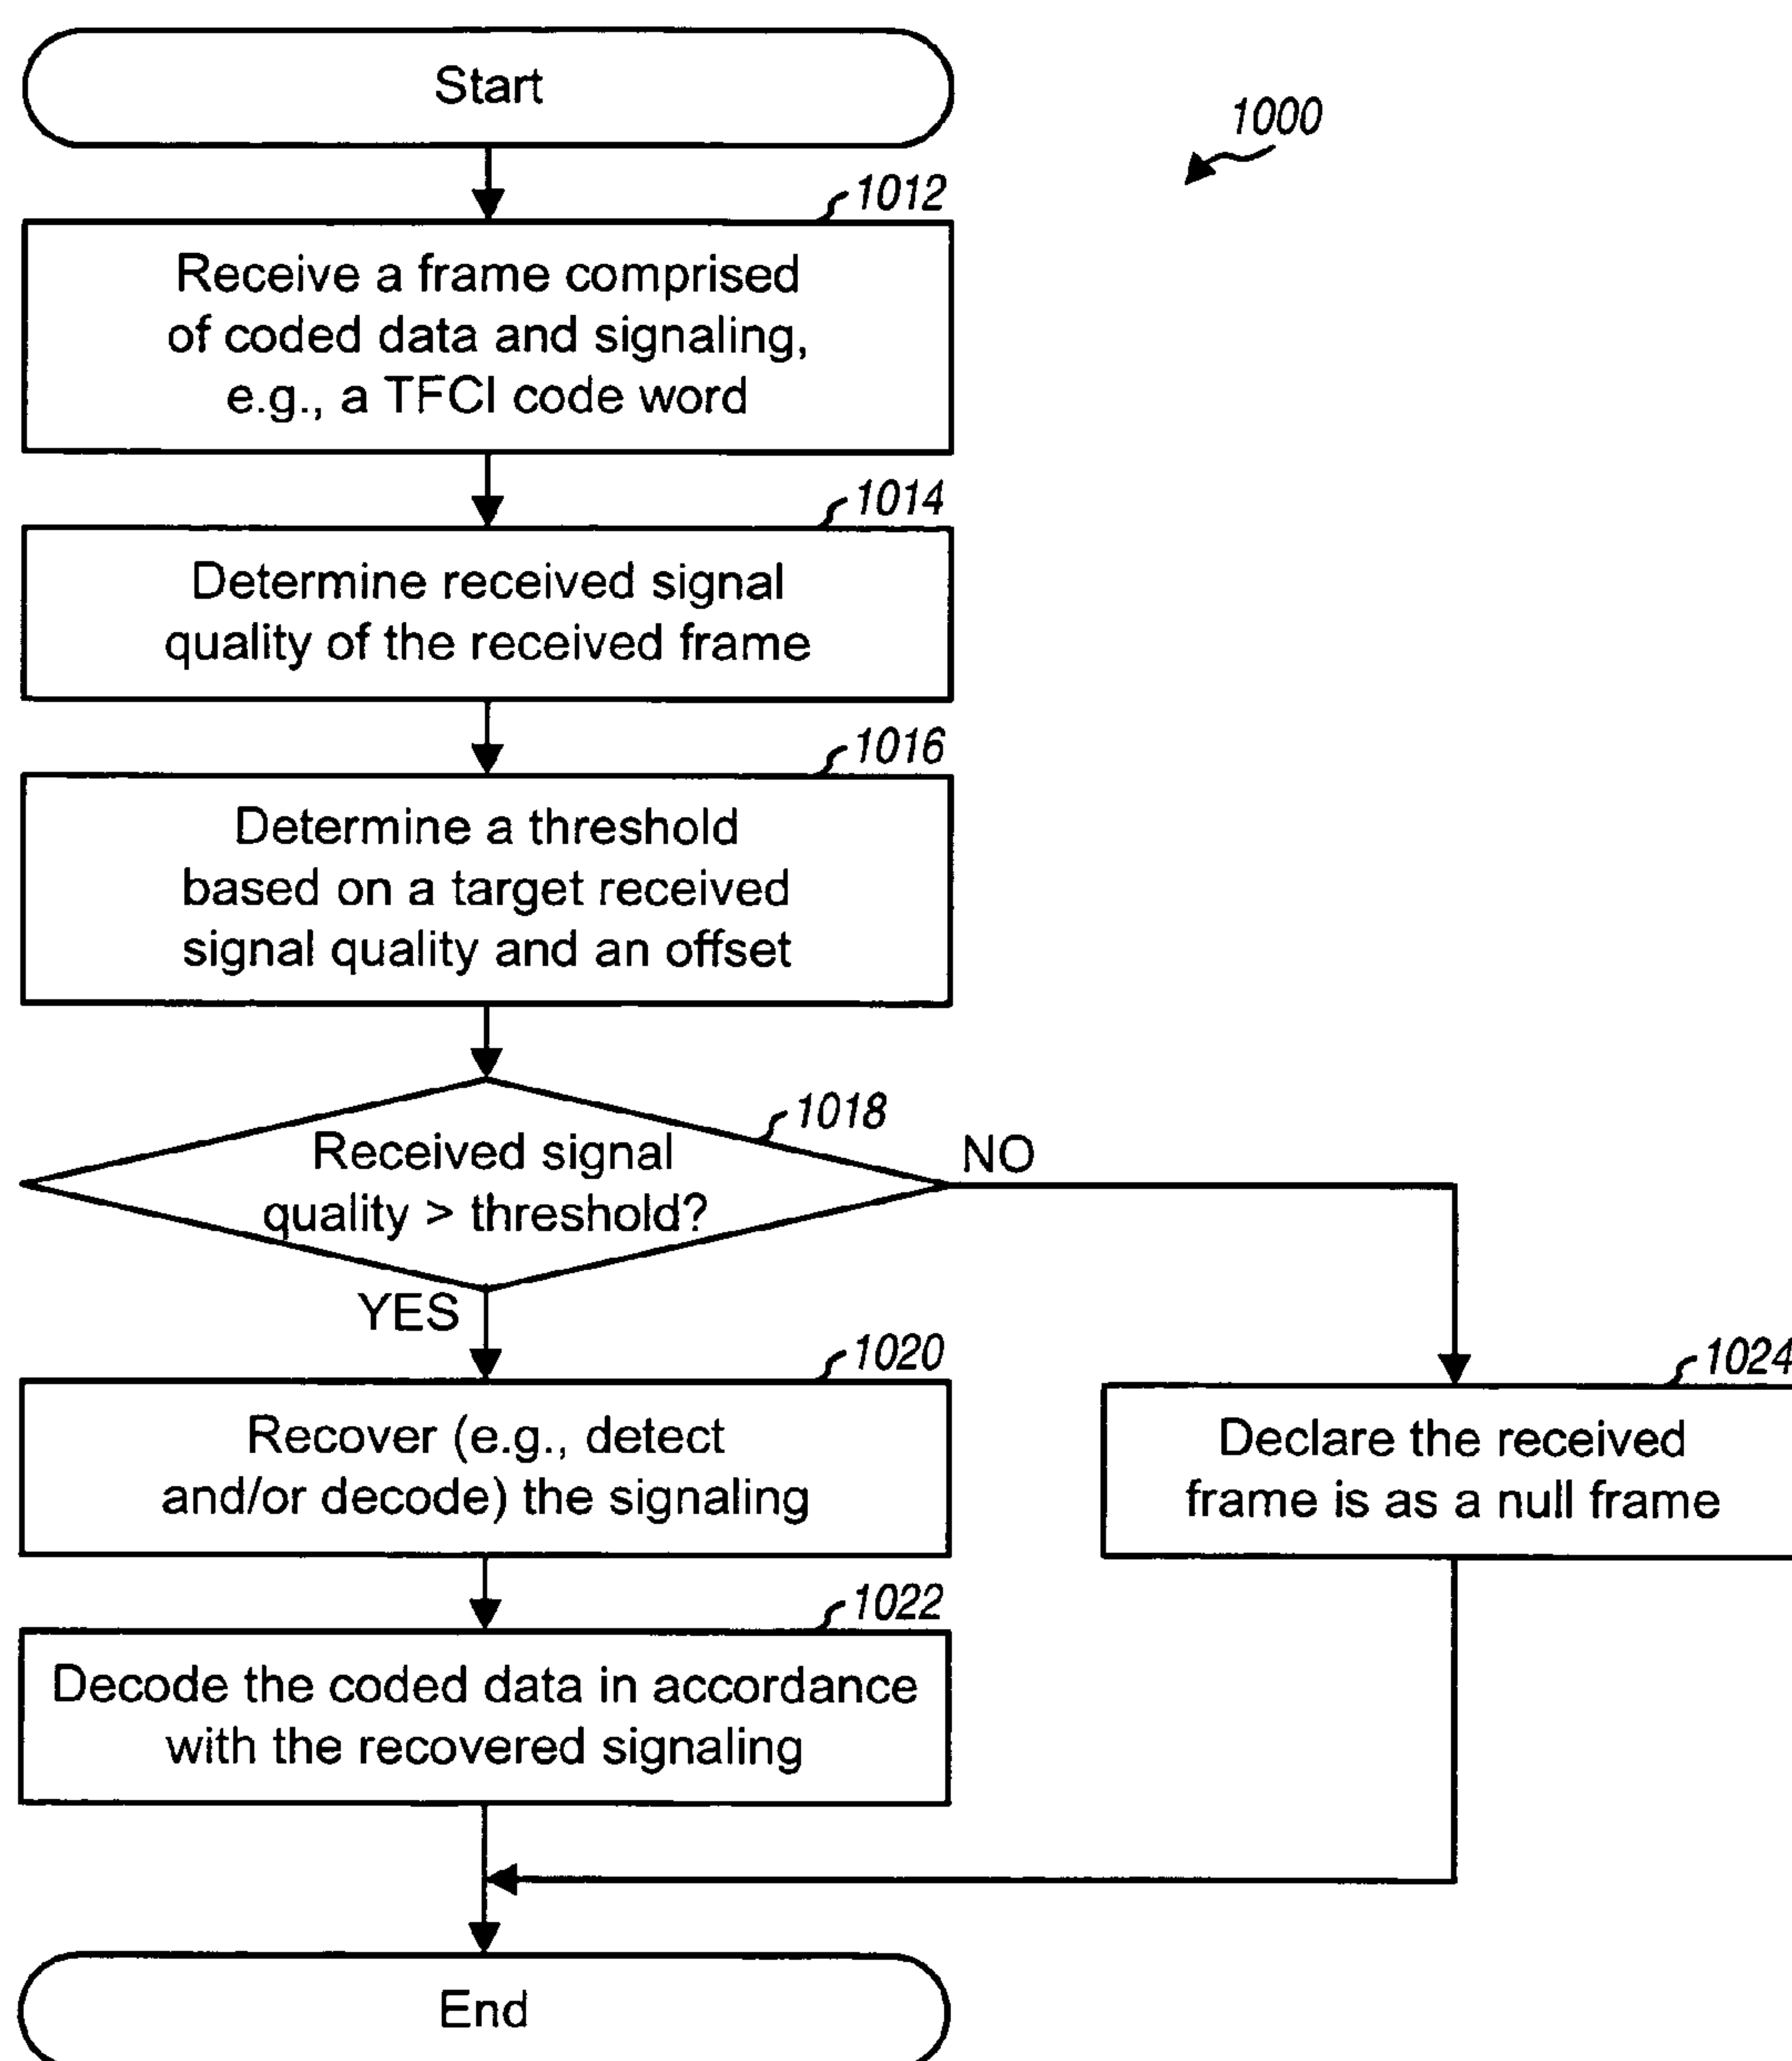 Start
1000
1012
Receive a frame comprised
of coded data and signaling,
e.g., a TFCI code word
1014
Determine received signal
quality of the received frame
1016
Determine a threshold
based on a target received
signal quality and an offset
1018
Received signal
quality > threshold?
NO
YES
1020
Recover (e.g., detect
and/or decode) the signaling
1024
Declare the received
frame is as a null frame
1022
Decode the coded data in accordance
with the recovered signaling
End